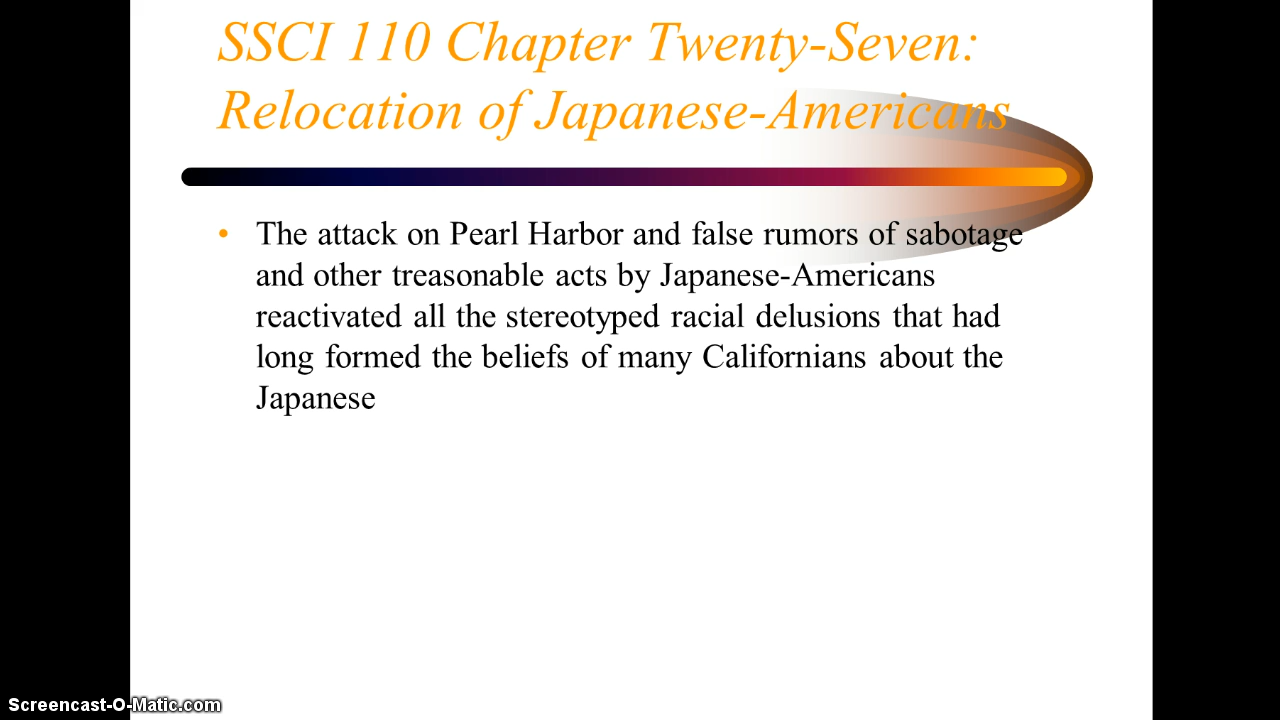 SSCI 110 Chapter Twenty-Seven:
Relocation of Japanese-Americans
• The attack on Pearl Harbor and false rumors of sabotage
and other treasonable acts by Japanese-Americans
reactivated all the stereotyped racial delusions that had
long formed the beliefs of many Californians about the
Japanese
Screencast-O-Matic.com